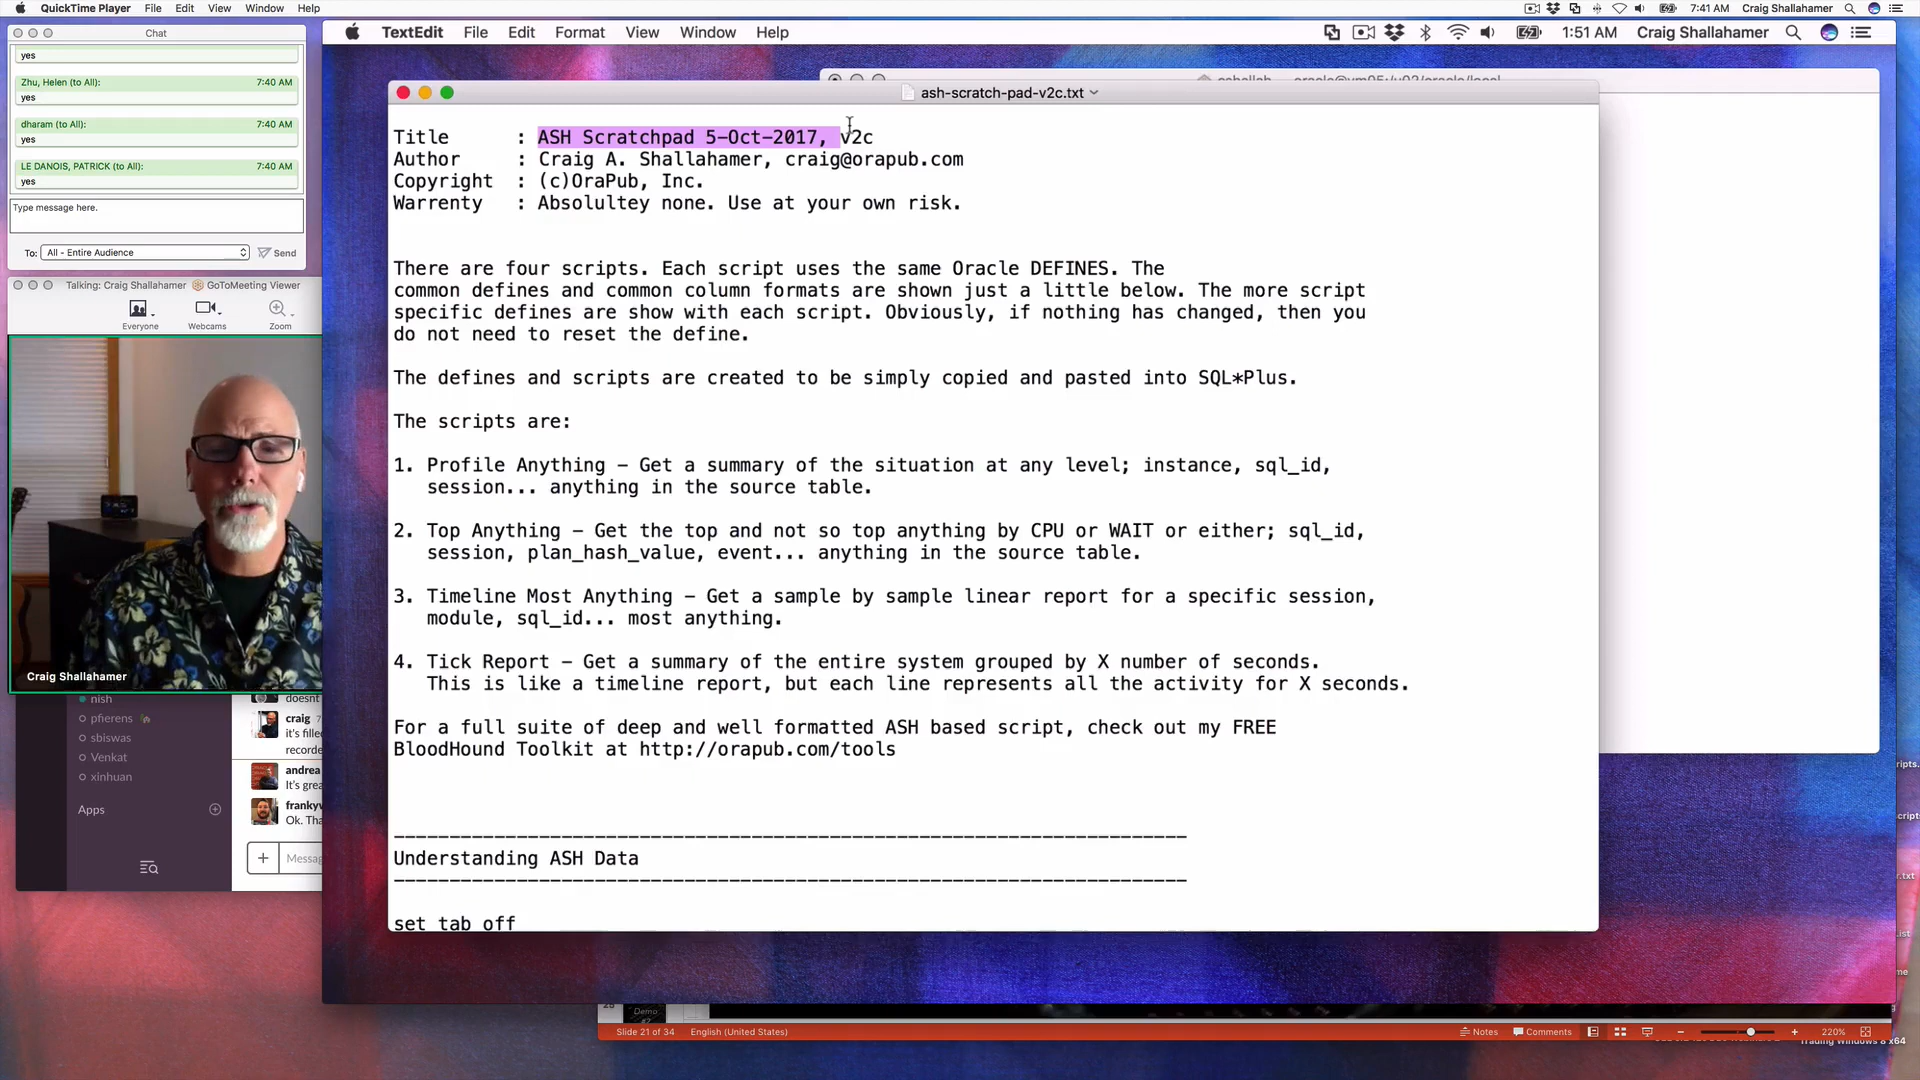 QuickTime Player File Edit View Window Help
7:41 AM Craig Shallahamer
Chat
yes
Zhu, Helen (to All): 7:40 AM
yes
dharam (to All): 7:40 AM
yes
LE DANOIS, PATRICK (to All): 7:40 AM
yes
Type message here.
To: All - Entire Audience Send
Talking: Craig Shallahamer GoToMeeting Viewer
Everyone Webcams Zoom
Craig Shallahamer
nish
pfierens
sbiswas
Venkat
xinhuan
Apps
doesnt
craig
it's fille
recorde
andrea
It's grea
frankyv
Ok. Tha
Messag
TextEdit File Edit Format View Window Help
1:51 AM Craig Shallahamer
ash-scratch-pad-v2c.txt
Title : ASH Scratchpad 5-Oct-2017, v2c
Author : Craig A. Shallahamer, craig@orapub.com
Copyright : (c)OraPub, Inc.
Warrenty : Absolultey none. Use at your own risk.
There are four scripts. Each script uses the same Oracle DEFINES. The
common defines and common column formats are shown just a little below. The more script
specific defines are show with each script. Obviously, if nothing has changed, then you
do not need to reset the define.
The defines and scripts are created to be simply copied and pasted into SQL*Plus.
The scripts are:
1. Profile Anything - Get a summary of the situation at any level; instance, sql_id,
session... anything in the source table.
2. Top Anything - Get the top and not so top anything by CPU or WAIT or either; sql_id,
session, plan_hash_value, event... anything in the source table.
3. Timeline Most Anything - Get a sample by sample linear report for a specific session,
module, sql_id... most anything.
4. Tick Report - Get a summary of the entire system grouped by X number of seconds.
This is like a timeline report, but each line represents all the activity for X seconds.
For a full suite of deep and well formatted ASH based script, check out my FREE
BloodHound Toolkit at http://orapub.com/tools
Understanding ASH Data
set tab off
Demo
Slide 21 of 34 English (United States)
Notes Comments 220%